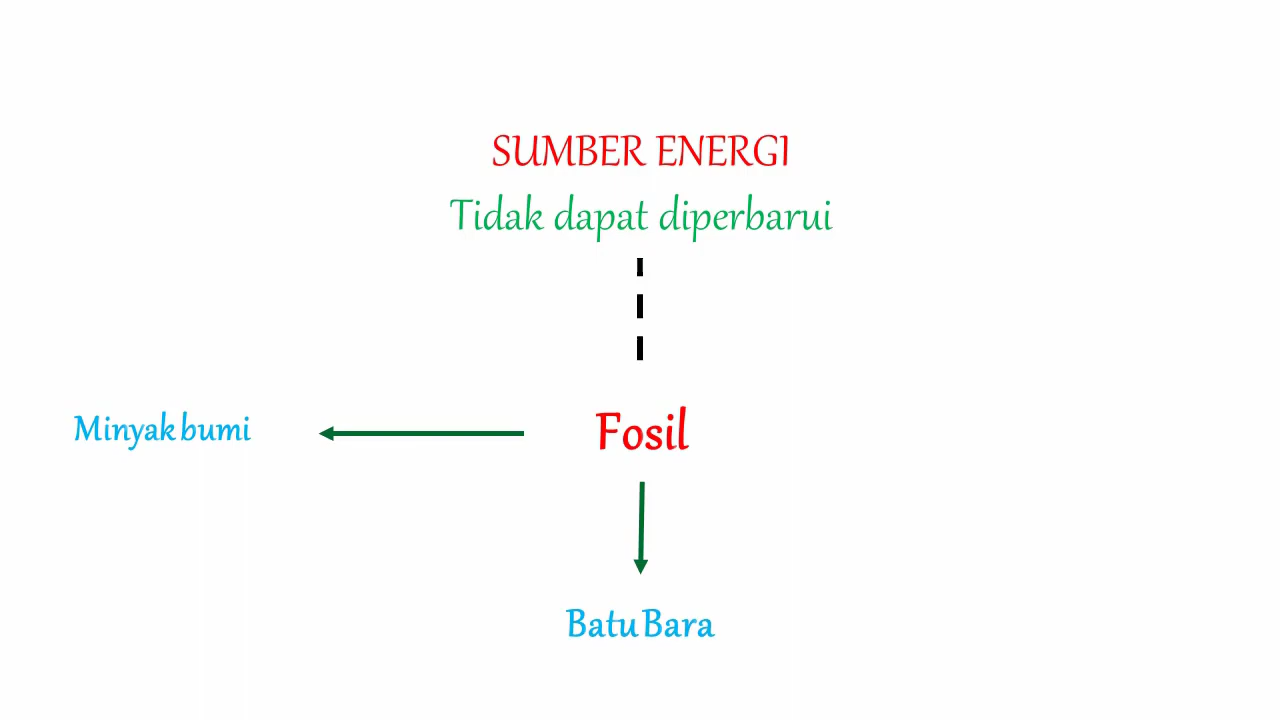 SUMBER ENERGI
Tidak dapat diperbarui
Fosil
Minyak bumi
Batu Bara